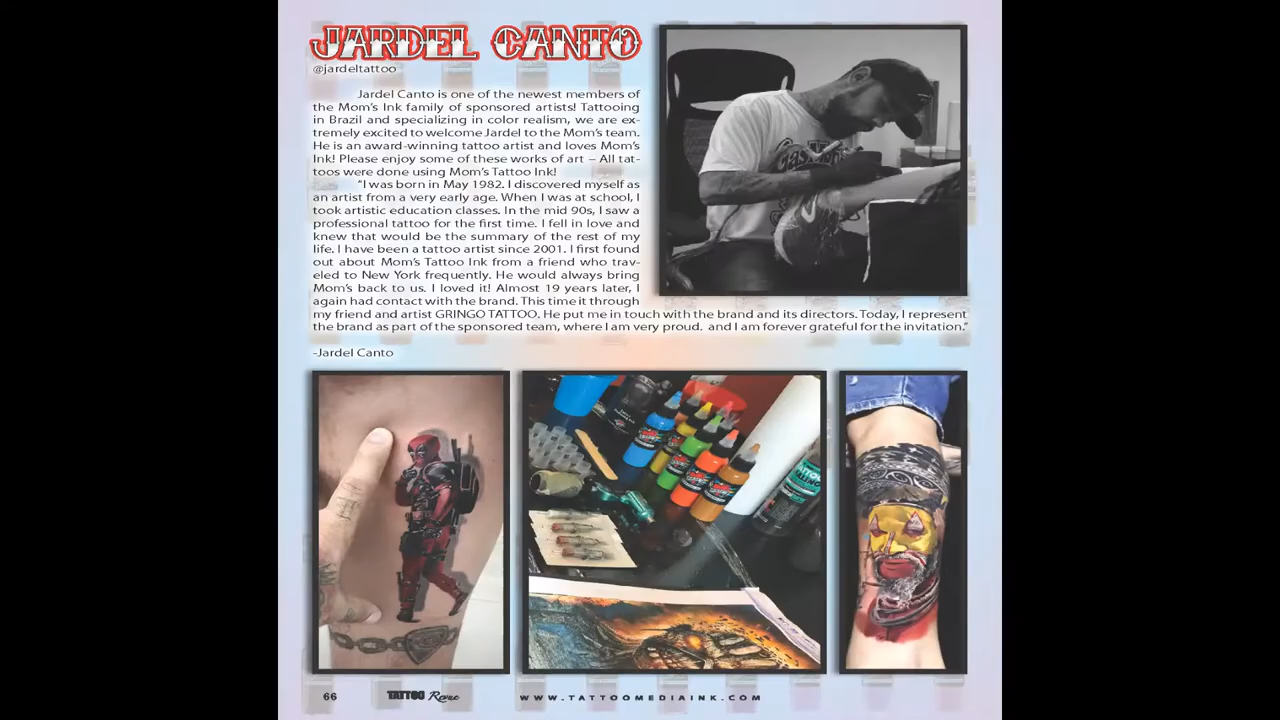 JARDEL CANTO
@jardeltattoo
Jardel Canto is one of the newest members of
the Mom's Ink family of sponsored artists! Tattooing
in Brazil and specializing in color realism, we are ex-
tremely excited to welcome Jardel to the Mom's team.
He is an award-winning tattoo artist and loves Mom's
Ink! Please enjoy some of these works of art – All tat-
toos were done using Mom's Tattoo Ink!
"I was born in May 1982. I discovered myself as
an artist from a very early age. When I was at school, I
took artistic education classes. In the mid 90s, I saw a
professional tattoo for the first time. I fell in love and
knew that would be the summary of the rest of my
life. I have been a tattoo artist since 2001. I first found
out about Mom's Tattoo Ink from a friend who trav-
eled to New York frequently. He would always bring
Mom's back to us. I loved it! Almost 19 years later, I
again had contact with the brand. This time it through
my friend and artist GRINGO TATTOO. He put me in touch with the brand and its directors. Today, I represent
the brand as part of the sponsored team, where I am very proud, and I am forever grateful for the invitation."
-Jardel Canto
66 TATTOO Revue WWW.TATTOOMEDIAINK.COM